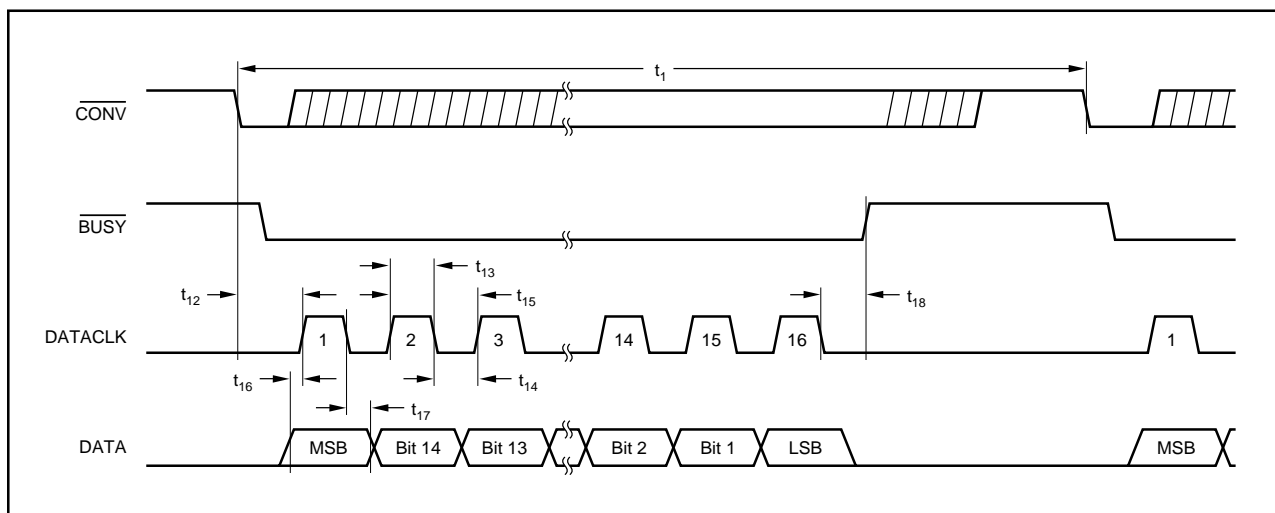 t1
CONV
BUSY
t13
t12
t15
t18
DATACLK
1
2
3
14
15
16
1
t16
t14
t17
DATA
MSB
Bit 14
Bit 13
Bit 2
Bit 1
LSB
MSB